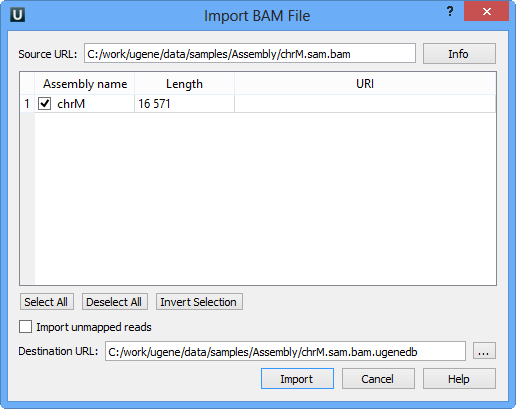 U Import BAM File ? ×
Source URL: C:/work/ugene/data/samples/Assembly/chrM.sam.bam Info
Assembly name Length URI
1 chrM 16 571
Select All Deselect All Invert Selection
Import unmapped reads
Destination URL: C:/work/ugene/data/samples/Assembly/chrM.sam.bam.ugenedb ...
Import Cancel Help